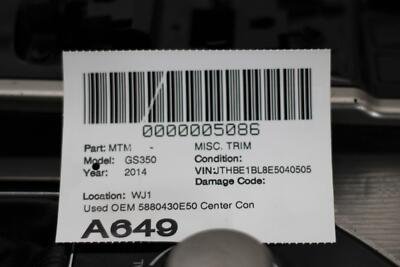 0000005086
Part: MTM - MISC. TRIM
Model: GS350 Condition:
Year: 2014 VIN:JTHBE1BL8E5040505
Damage Code:
Location: WJ1
Used OEM 5880430E50 Center Con
A649